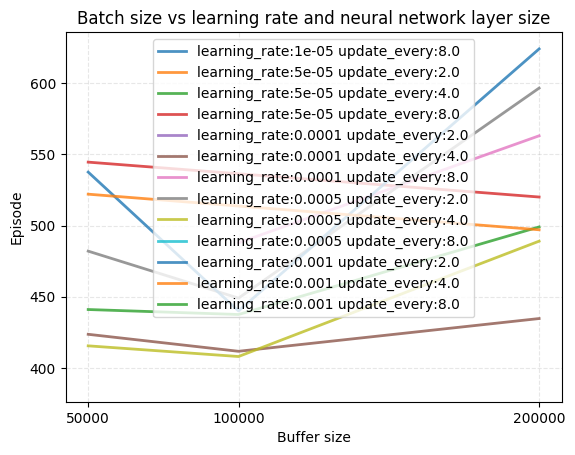 Batch size vs learning rate and neural network layer size
Episode
600
550
500
450
400
learning_rate:1e-05 update_every:8.0
learning_rate:5e-05 update_every:2.0
learning_rate:5e-05 update_every:4.0
learning_rate:5e-05 update_every:8.0
learning_rate:0.0001 update_every:2.0
learning_rate:0.0001 update_every:4.0
learning_rate:0.0001 update_every:8.0
learning_rate:0.0005 update_every:2.0
learning_rate:0.0005 update_every:4.0
learning_rate:0.0005 update_every:8.0
learning_rate:0.001 update_every:2.0
learning_rate:0.001 update_every:4.0
learning_rate:0.001 update_every:8.0
50000 100000 200000
Buffer size